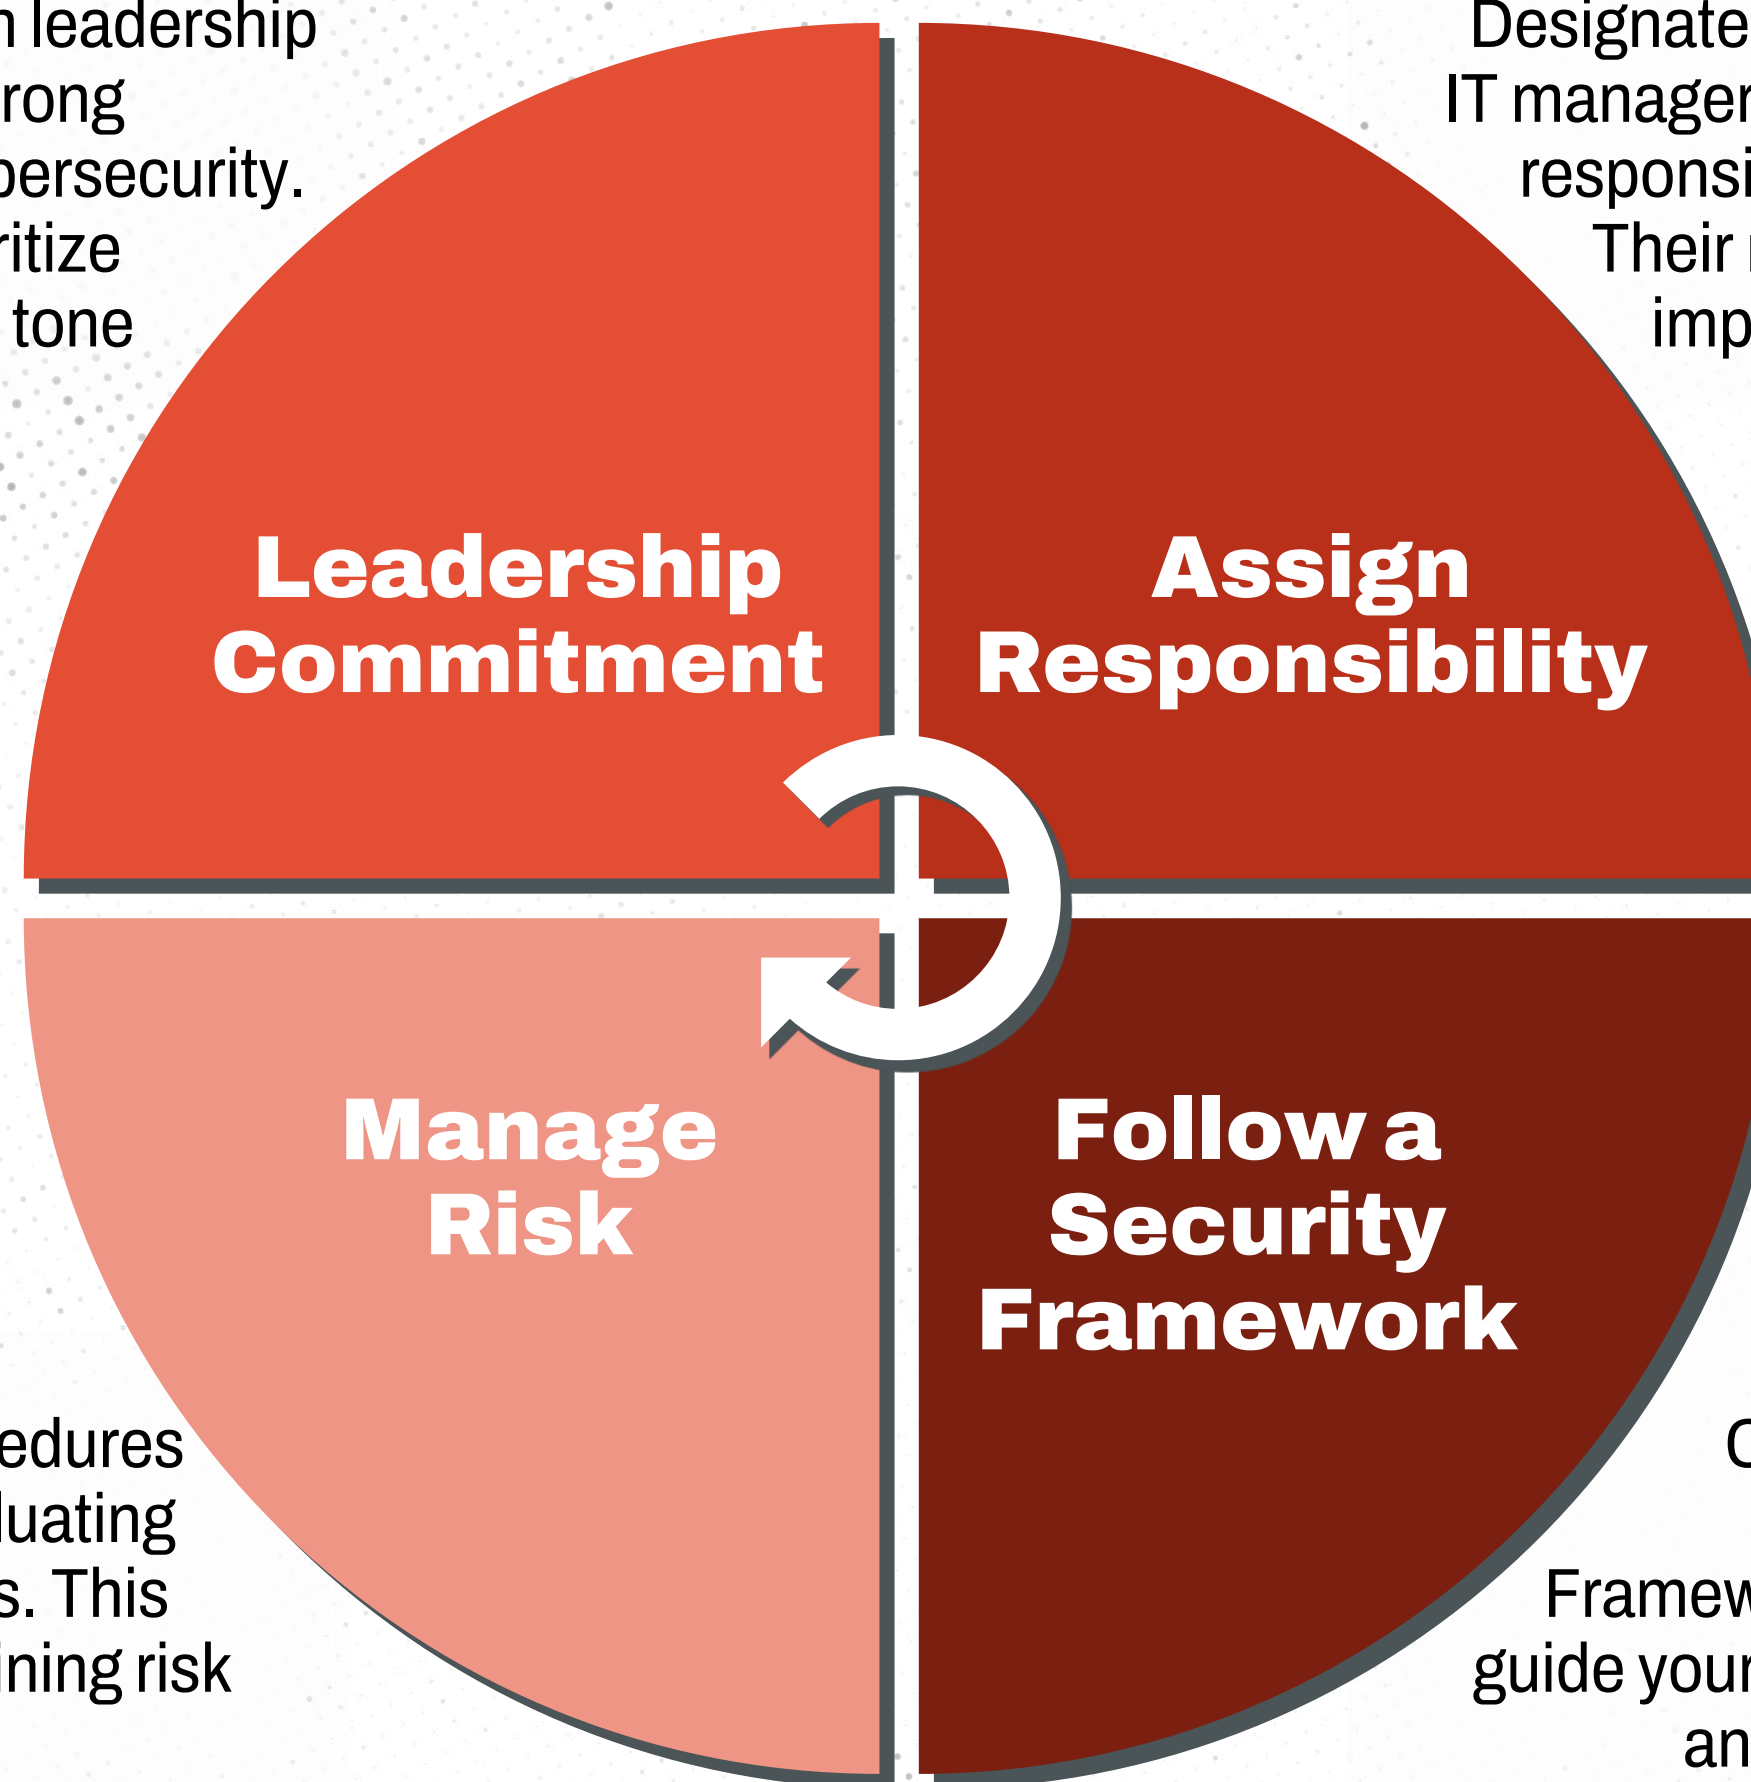 leadership
rong
bersecurity.
ritize
tone
Designate
IT manager
responsi
Their
imp
Leadership
Commitment
Assign
Responsibility
Manage
Risk
Follow a
Security
Framework
edures
luating
s. This
ining risk
Framew
guide your
an